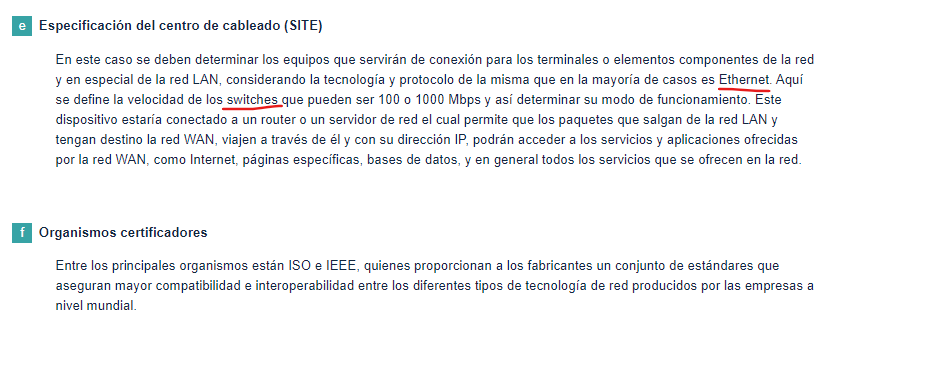 e Especificación del centro de cableado (SITE)
En este caso se deben determinar los equipos que servirán de conexión para los terminales o elementos componentes de la red
y en especial de la red LAN, considerando la tecnología y protocolo de la misma que en la mayoría de casos es Ethernet. Aquí
se define la velocidad de los switches que pueden ser 100 o 1000 Mbps y así determinar su modo de funcionamiento. Este
dispositivo estaría conectado a un router o un servidor de red el cual permite que los paquetes que salgan de la red LAN y
tengan destino la red WAN, viajen a través de él y con su dirección IP, podrán acceder a los servicios y aplicaciones ofrecidas
por la red WAN, como Internet, páginas específicas, bases de datos, y en general todos los servicios que se ofrecen en la red.
f Organismos certificadores
Entre los principales organismos están ISO e IEEE, quienes proporcionan a los fabricantes un conjunto de estándares que
aseguran mayor compatibilidad e interoperabilidad entre los diferentes tipos de tecnología de red producidos por las empresas a
nivel mundial.